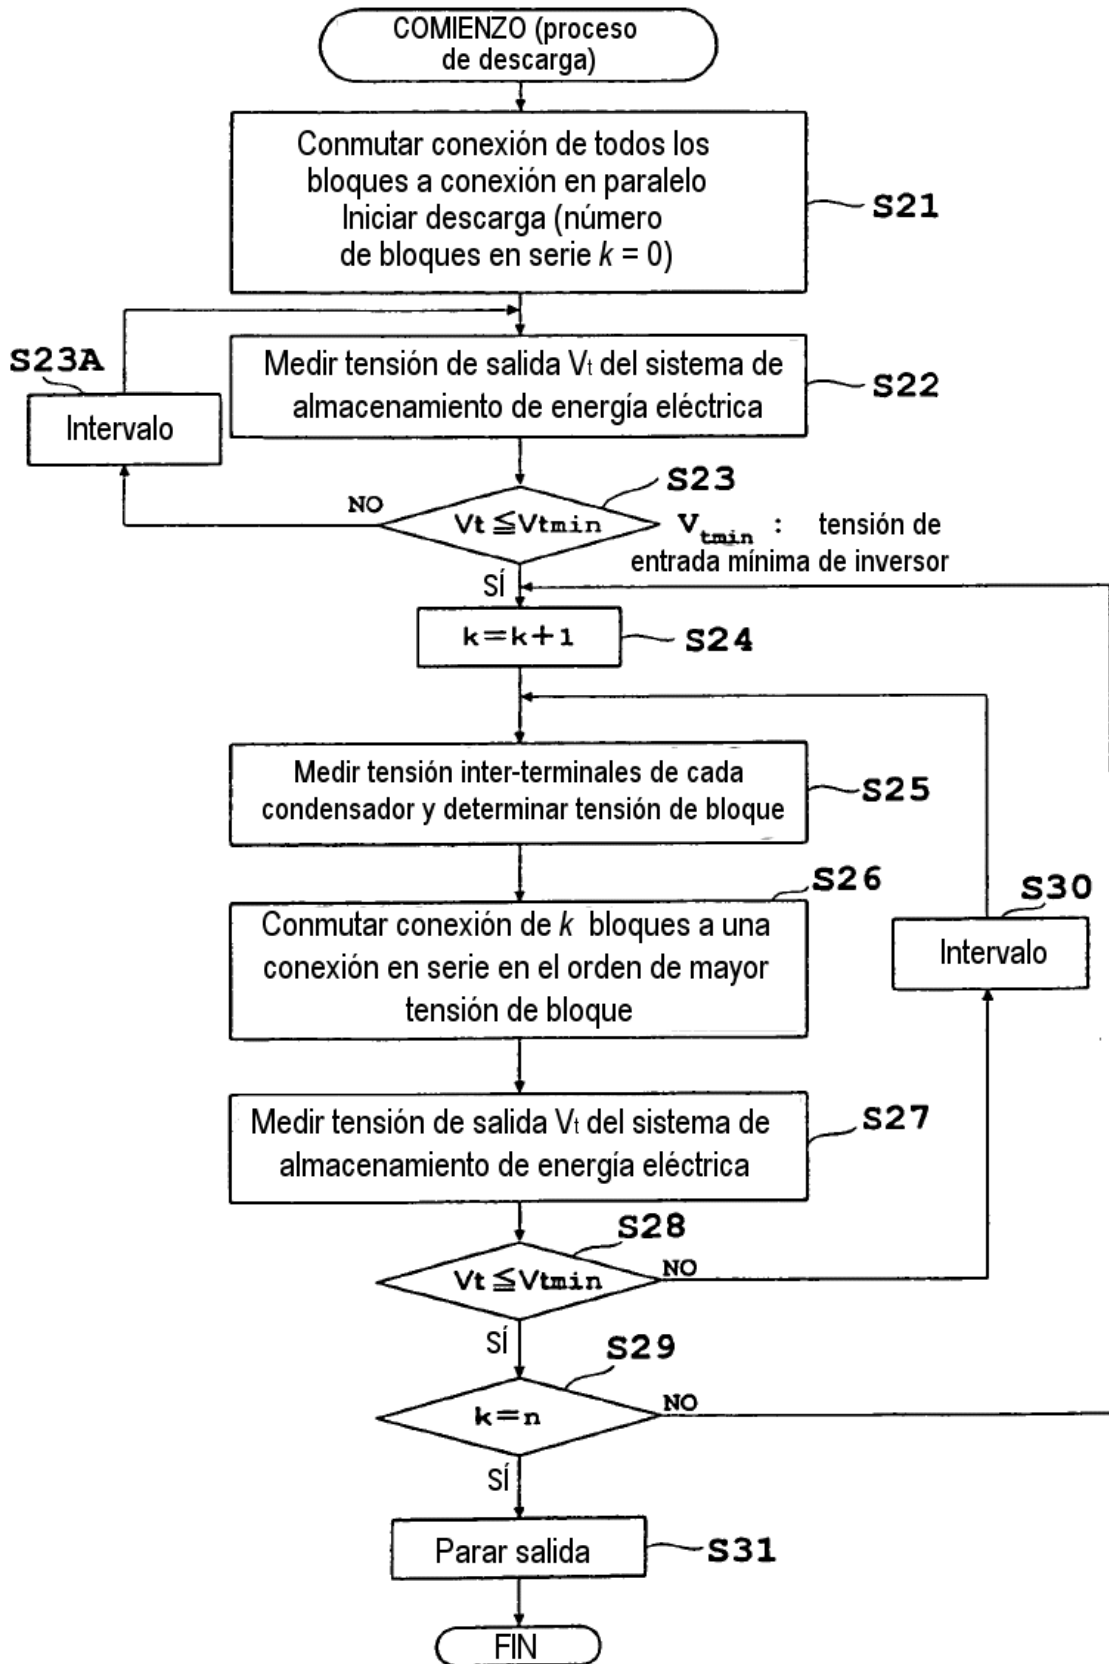 COMIENZO (proceso
de descarga)
Conmutar conexión de todos los
bloques a conexión en paralelo
Iniciar descarga (número
de bloques en serie k = 0)
S21
S23A
Intervalo
Medir tensión de salida Vt del sistema de
almacenamiento de energía eléctrica
S22
S23
NO
Vt ≦ Vtmin
Vtmin : tensión de
entrada mínima de inversor
SÍ
k=k+1
S24
Medir tensión inter-terminales de cada
condensador y determinar tensión de bloque
S25
S26
Conmutar conexión de k bloques a una
conexión en serie en el orden de mayor
tensión de bloque
S30
Intervalo
Medir tensión de salida Vt del sistema de
almacenamiento de energía eléctrica
S27
S28
Vt ≦ Vtmin
NO
SÍ
S29
k=n
NO
SÍ
Parar salida
S31
FIN